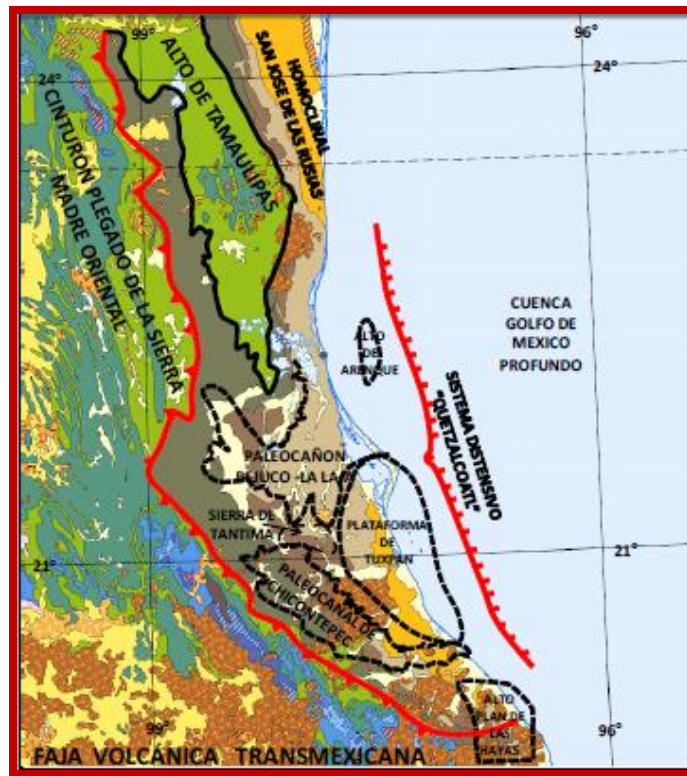 99°
96°
24°
24°
ALTO DE TAMAULIPAS
HOMOCLINAL
SAN JOSE DE LAS RUSIAS
CINTURÓN PLEGADO DE LA SIERRA
MADRE ORIENTAL
CUENCA
GOLFO DE
MEXICO
PROFUNDO
ALTO
DE
ARENQUE
SISTEMA DISTENSIVO
"QUETZALCOATL"
PALEOCAÑON
BEJUCO -LA LAJA
SIERRA DE
TANTIMA
PLATAFORMA
DE
TUXPAN
21°
21°
PALEOCANAL DE
CHICONTEPEC
ALTO
PLAN DE
LAS
HAYAS
99°
96°
FAJA VOLCÁNICA TRANSMEXICANA